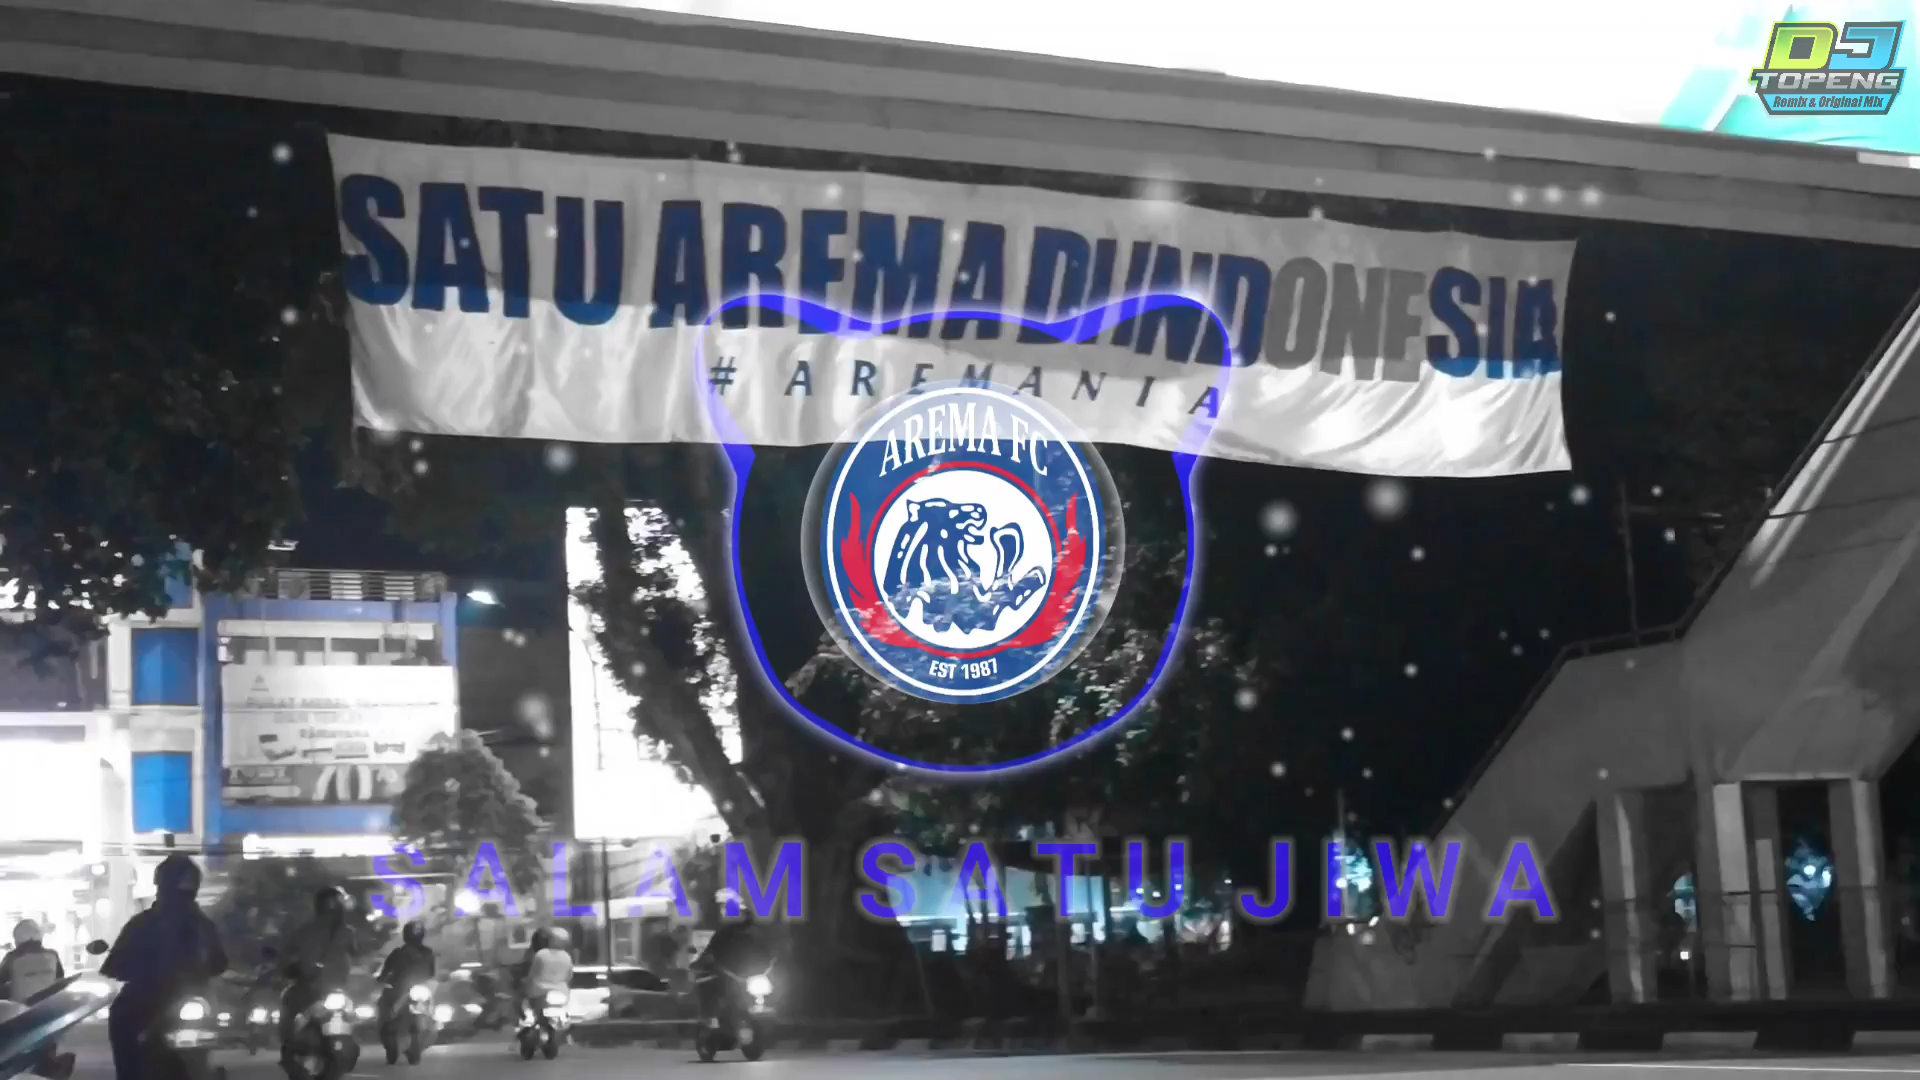 DJ
TOPENG
Remix & Original Mix
SATU AREMA DI INDONESIA
# AREMANIA
AREMA FC
EST 1987
SALAM SATU JIWA